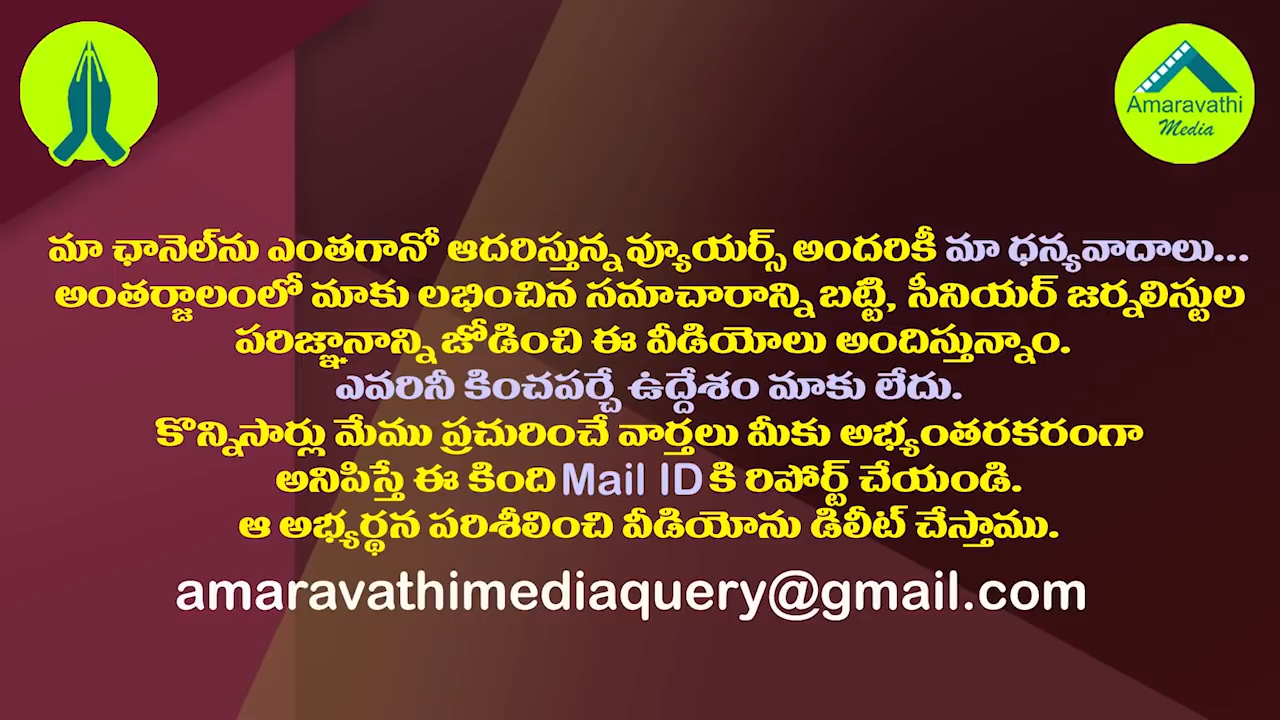 Amaravathi
Media
మా ఛానెల్‌ను ఎంతగానో ఆదరిస్తున్న వ్యూయర్స్ అందరికీ మా ధన్యవాదాలు...
అంతర్జాలంలో మాకు లభించిన సమాచారాన్ని బట్టి, సీనియర్ జర్నలిస్టుల
పరిజ్ఞానాన్ని జోడించి ఈ వీడియోలు అందిస్తున్నాం.
ఎవరినీ కించపర్చే ఉద్దేశం మాకు లేదు.
కొన్నిసార్లు మేము ప్రచురించే వార్తలు మీకు అభ్యంతరకరంగా
అనిపిస్తే ఈ కింది Mail ID కి రిపోర్ట్ చేయండి.
ఆ అభ్యర్థన పరిశీలించి వీడియోను డిలీట్ చేస్తాము.
amaravathimediaquery@gmail.com